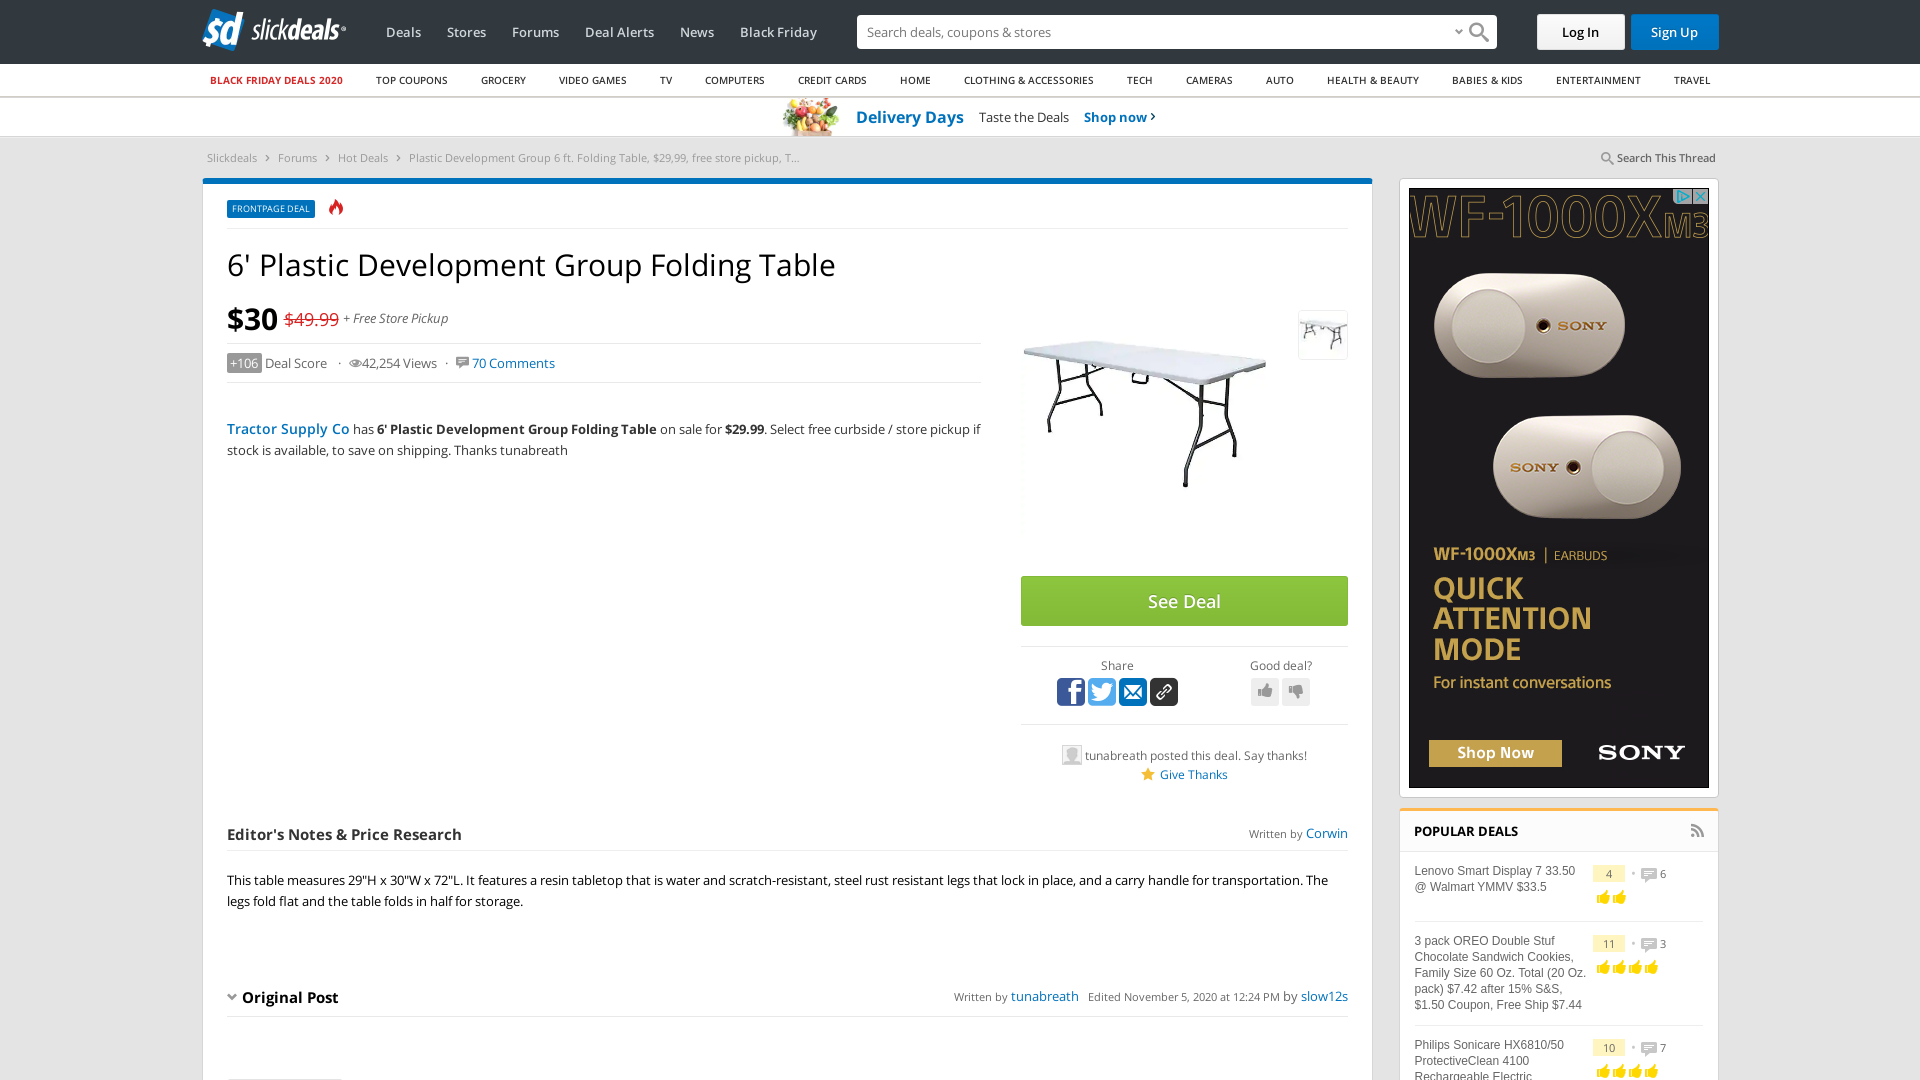 slickdeals
Deals Stores Forums Deal Alerts News Black Friday
Search deals, coupons & shopping
Log In Sign Up
BLACK FRIDAY DEALS 2020 TOP COUPONS GROCERY VIDEO GAMES TV COMPUTERS CREDIT CARDS HOME CLOTHING & ACCESSORIES TECH CAMERAS AUTO HEALTH & BEAUTY BABIES & KIDS ENTERTAINMENT TRAVEL
Delivery Days Taste the Deals Shop now
Slickdeals Forums Hot Deals Plastic Development Group 6 ft. Folding Table, $29,99, free store pickup, T...
Search This Thread
FRONTPAGE DEAL
6' Plastic Development Group Folding Table
$30 $49.99 + Free Store Pickup
+106 Deal Score · 42,254 Views · 70 Comments
Tractor Supply Co has 6' Plastic Development Group Folding Table on sale for $29.99. Select free curbside / store pickup if
stock is available, to save on shipping. Thanks tunabreath
See Deal
Share Good deal?
tunabreath posted this deal. Say thanks!
Give Thanks
Editor's Notes & Price Research
Written by Corwin
This table measures 29"H x 30"W x 72"L. It features a resin tabletop that is water and scratch-resistant, steel rust resistant legs that lock in place, and a carry handle for transportation. The
legs fold flat and the table folds in half for storage.
Original Post
Written by tunabreath Edited November 5, 2020 at 12:24 PM by slow12s
WF-1000XM3
SONY
SONY
WF-1000XM3 | EARBUDS
QUICK
ATTENTION
MODE
For instant conversations
Shop Now SONY
POPULAR DEALS
Lenovo Smart Display 7 33.50
@ Walmart YMMV $33.5
4 • 6
3 pack OREO Double Stuf
Chocolate Sandwich Cookies,
Family Size 60 Oz. Total (20 Oz.
pack) $7.42 after 15% S&S,
$1.50 Coupon, Free Ship $7.44
11 • 3
Philips Sonicare HX6810/50
ProtectiveClean 4100
Rechargeable Electric
10 • 7